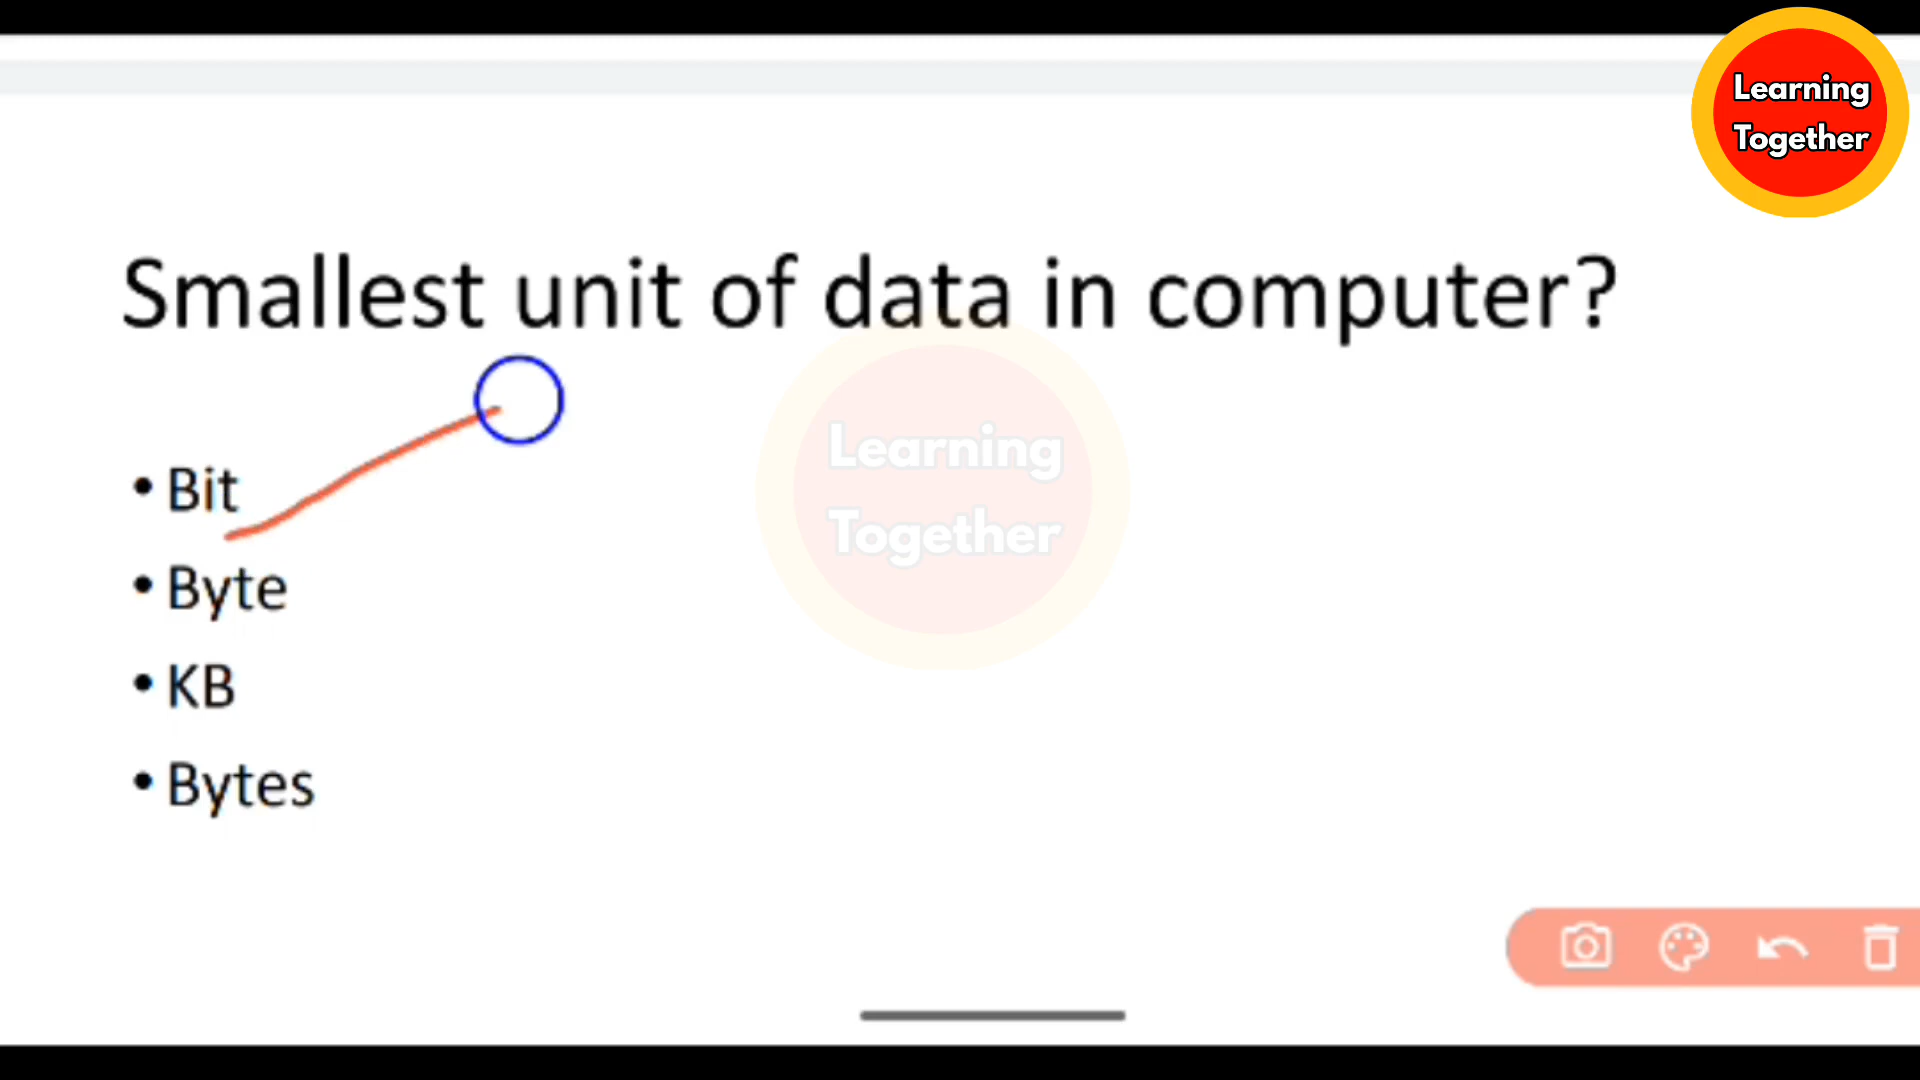 Learning
Together
Smallest unit of data in computer?
• Bit
• Byte
• KB
• Bytes
Learning
Together